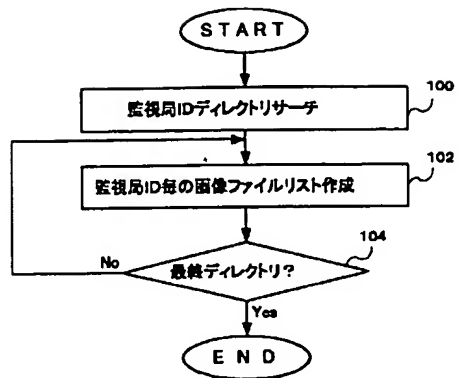 START
100
監視局IDディレクトリサーチ
102
監視局ID毎の画像ファイルリスト作成
104
最終ディレクトリ?
No
Yes
END